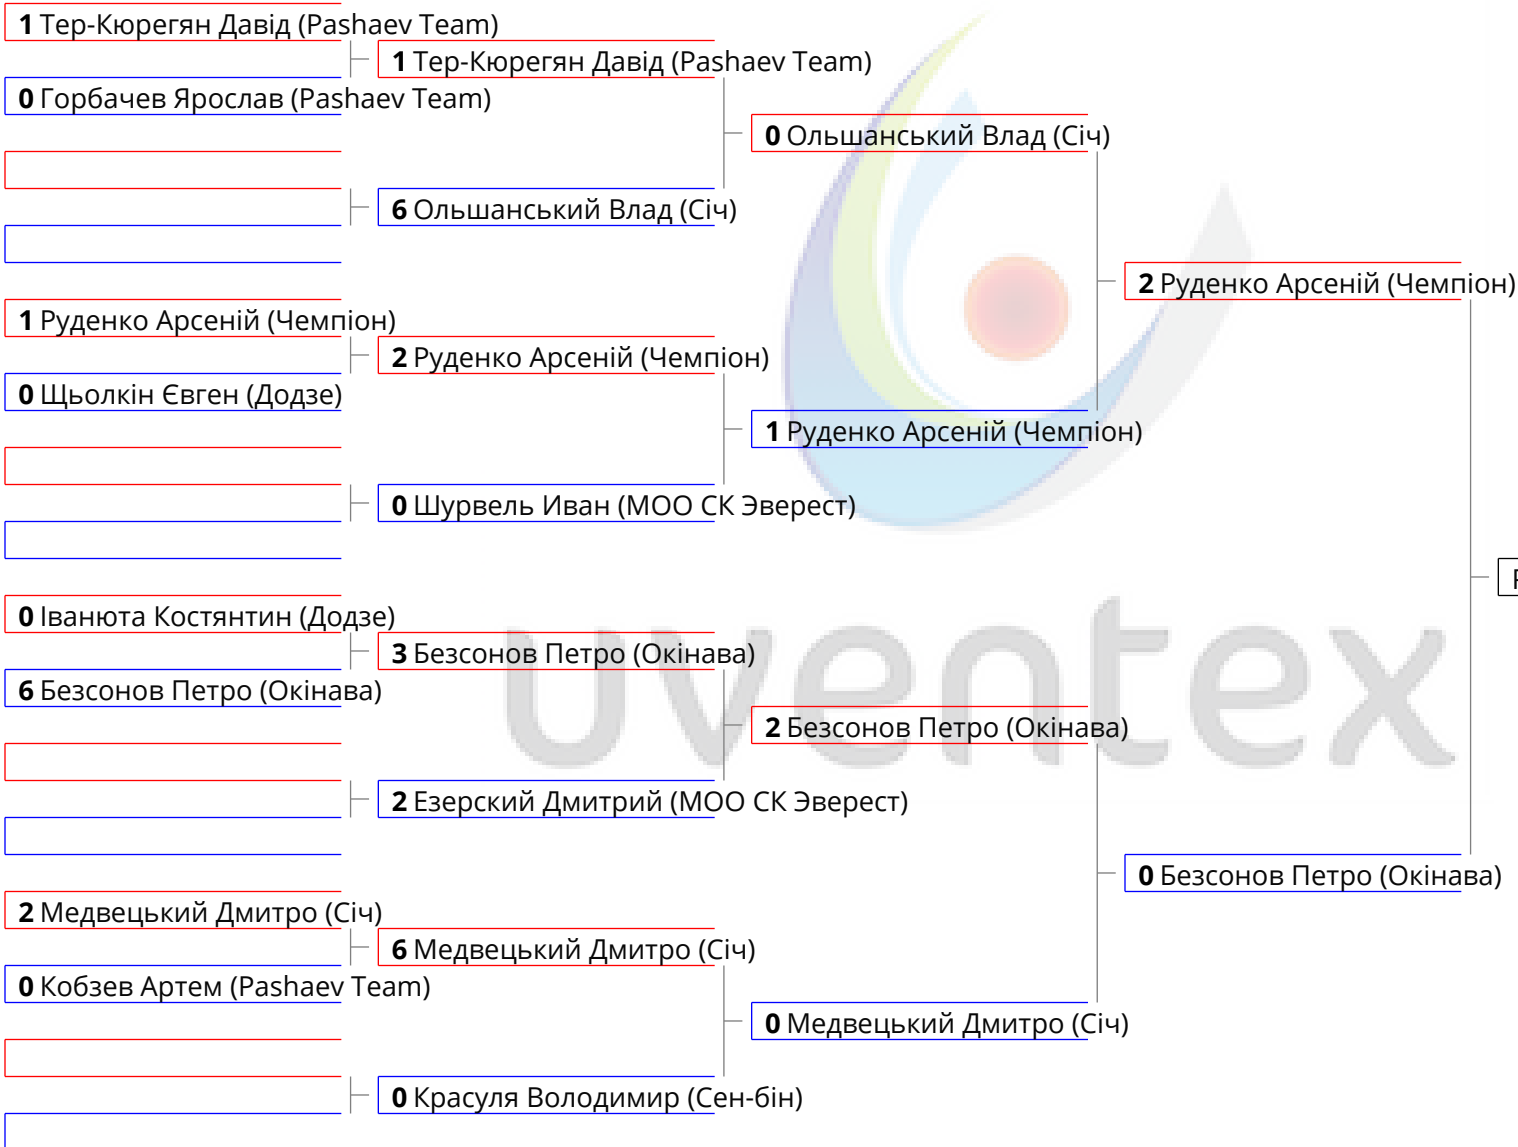 1 Тер-Кюрегян Давід (Pashaev Team)
1 Тер-Кюрегян Давід (Pashaev Team)
0 Горбачев Ярослав (Pashaev Team)
0 Ольшанський Влад (Січ)
6 Ольшанський Влад (Січ)
2 Руденко Арсеній (Чемпіон)
1 Руденко Арсеній (Чемпіон)
2 Руденко Арсеній (Чемпіон)
0 Щьолкін Євген (Додзе)
1 Руденко Арсеній (Чемпіон)
0 Шурвель Иван (МОО СК Эверест)
0 Іванюта Костянтин (Додзе)
3 Безсонов Петро (Окінава)
6 Безсонов Петро (Окінава)
uventex
2 Безсонов Петро (Окінава)
2 Езерский Дмитрий (МОО СК Эверест)
0 Безсонов Петро (Окінава)
2 Медвецький Дмитро (Січ)
6 Медвецький Дмитро (Січ)
0 Кобзев Артем (Pashaev Team)
0 Медвецький Дмитро (Січ)
0 Красуля Володимир (Сен-бін)